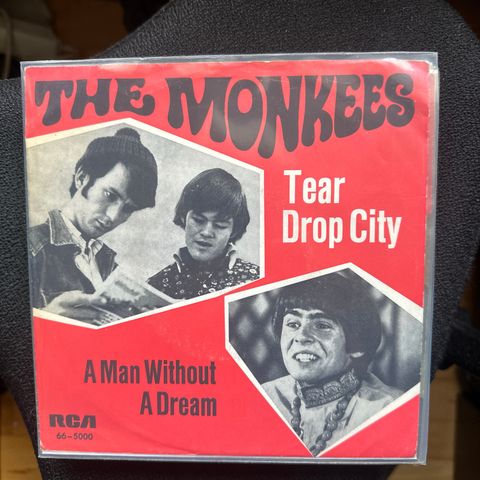 THE MONKEES
Tear
Drop City
A Man Without
A Dream
RCA
66-5000